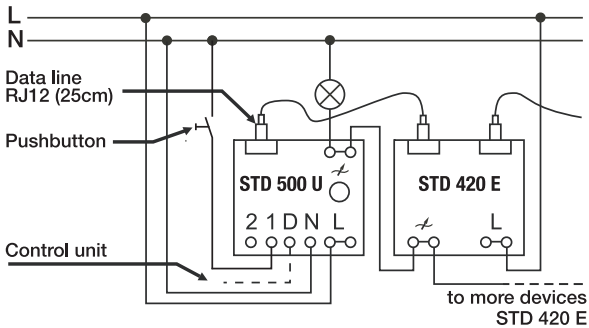 L
N
Data line
RJ12 (25cm)
Pushbutton
STD 500 U
STD 420 E
2 1 D N L
L
Control unit
to more devices
STD 420 E